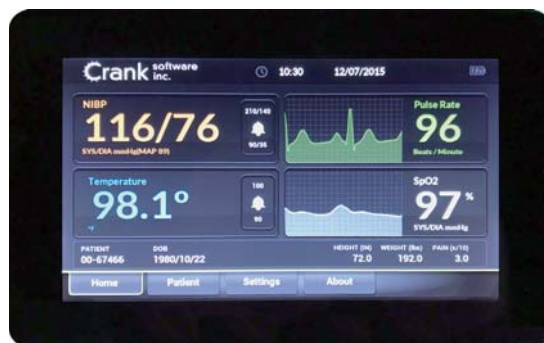 Crank software inc.
10:30
12/07/2015
NIBP
116/76
SYS/DIA mmHg(MAP 89)
210/140
90/35
Pulse Rate
96
Beats / Minute
Temperature
98.1°
°F
100
90
SpO2
97%
SYS/DIA mmHg
PATIENT
00-67466
DOB
1980/10/22
HEIGHT (IN)
72.0
WEIGHT (lbs)
192.0
PAIN (x/10)
3.0
Home
Patient
Settings
About